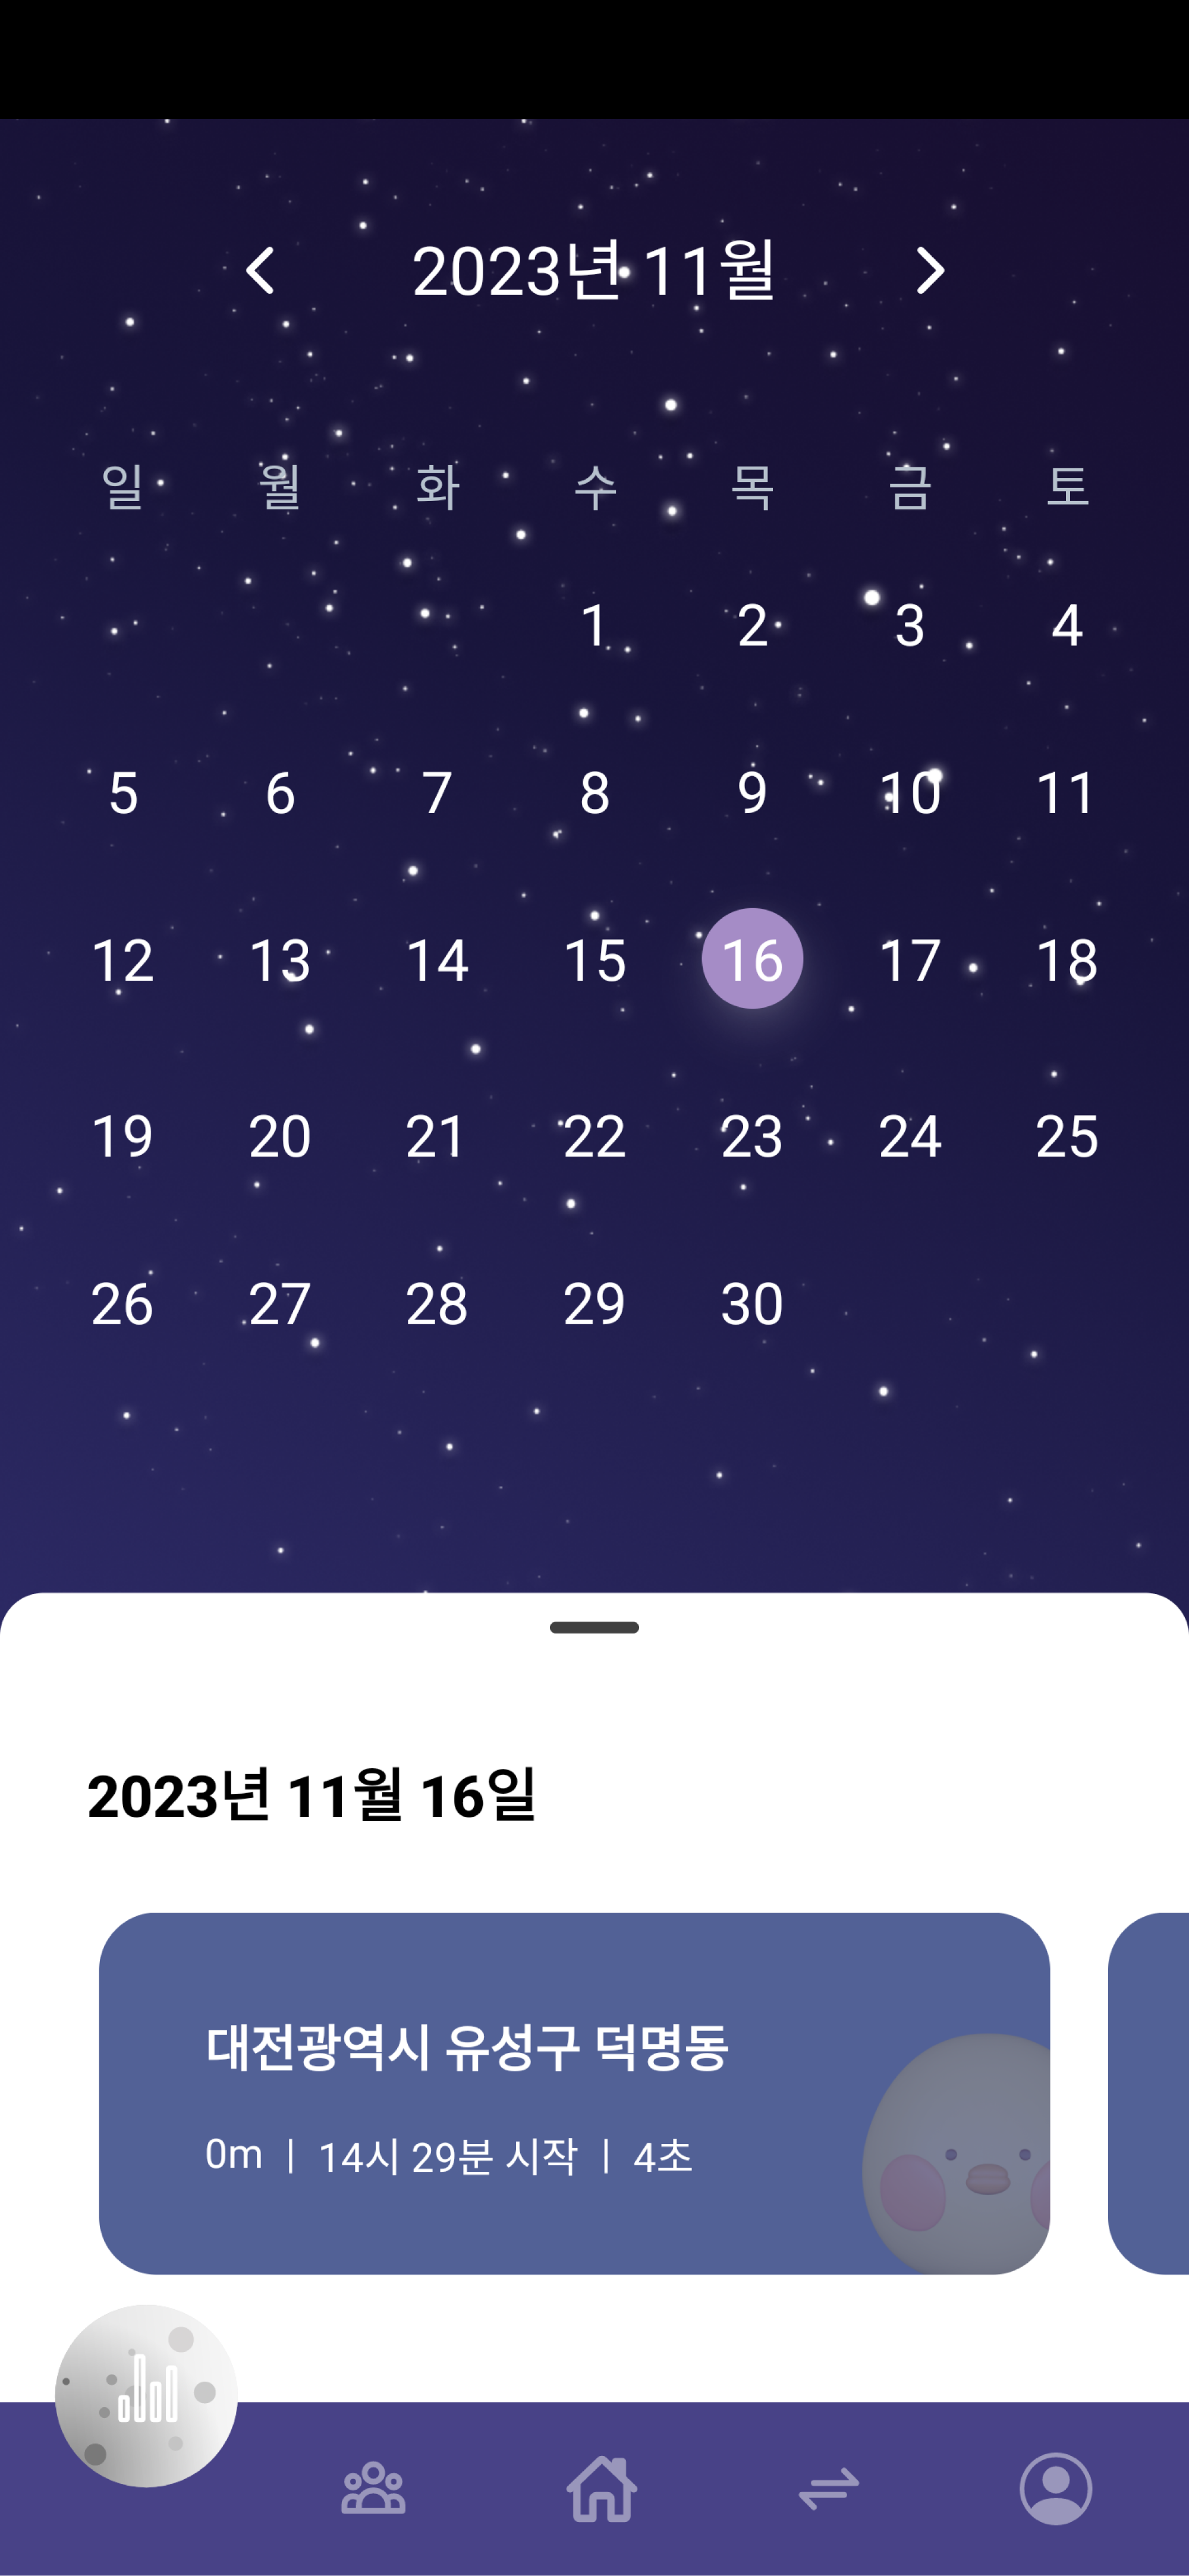 2023년 11월
일 월 화 수 목 금 토
1 2 3 4
5 6 7 8 9 10 11
12 13 14 15 16 17 18
19 20 21 22 23 24 25
26 27 28 29 30
2023년 11월 16일
대전광역시 유성구 덕명동
0m | 14시 29분 시작 | 4초